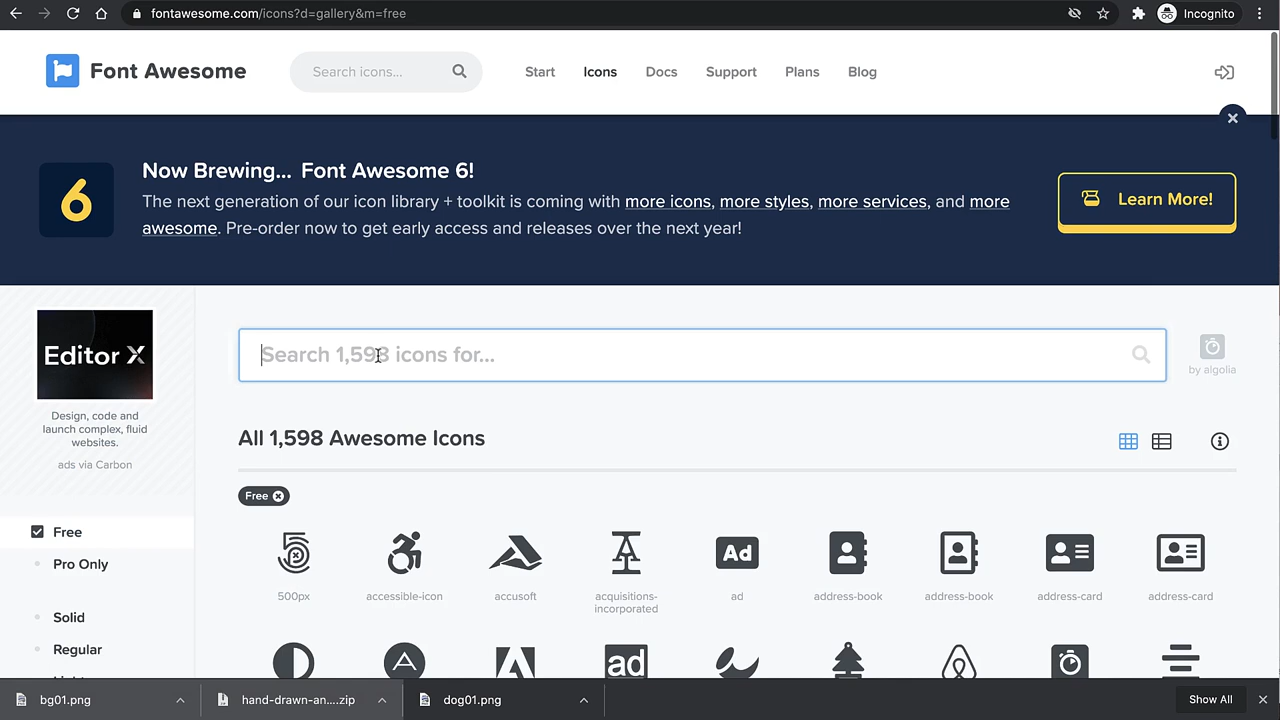 fontawesome.com/icons?d=gallery&m=free
Incognito
Font Awesome
Search icons...
Start
Icons
Docs
Support
Plans
Blog
6
Now Brewing... Font Awesome 6!
The next generation of our icon library + toolkit is coming with more icons, more styles, more services, and more
awesome. Pre-order now to get early access and releases over the next year!
Learn More!
Editor X
Design, code and
launch complex, fluid
websites.
ads via Carbon
Search 1,598 icons for...
by algolia
All 1,598 Awesome Icons
Free
Free
Pro Only
Solid
Regular
5
Ad
500px
accessible-icon
accusoft
acquisitions-
incorporated
ad
address-book
address-book
address-card
address-card
ad
bg01.png
hand-drawn-an....zip
dog01.png
Show All